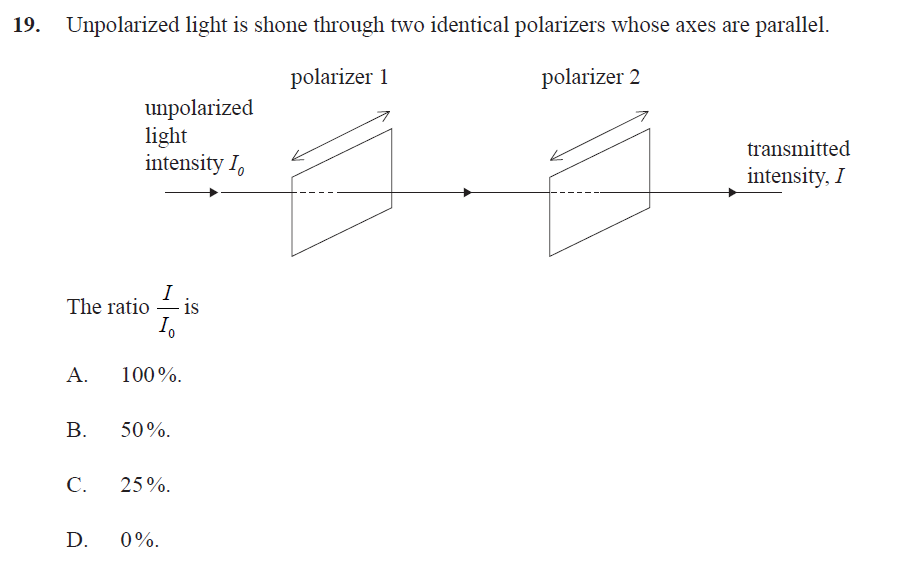 19. Unpolarized light is shone through two identical polarizers whose axes are parallel.
polarizer 1
polarizer 2
unpolarized
light
intensity I₀
transmitted
intensity, I
The ratio I/I₀ is
A. 100%.
B. 50%.
C. 25%.
D. 0%.